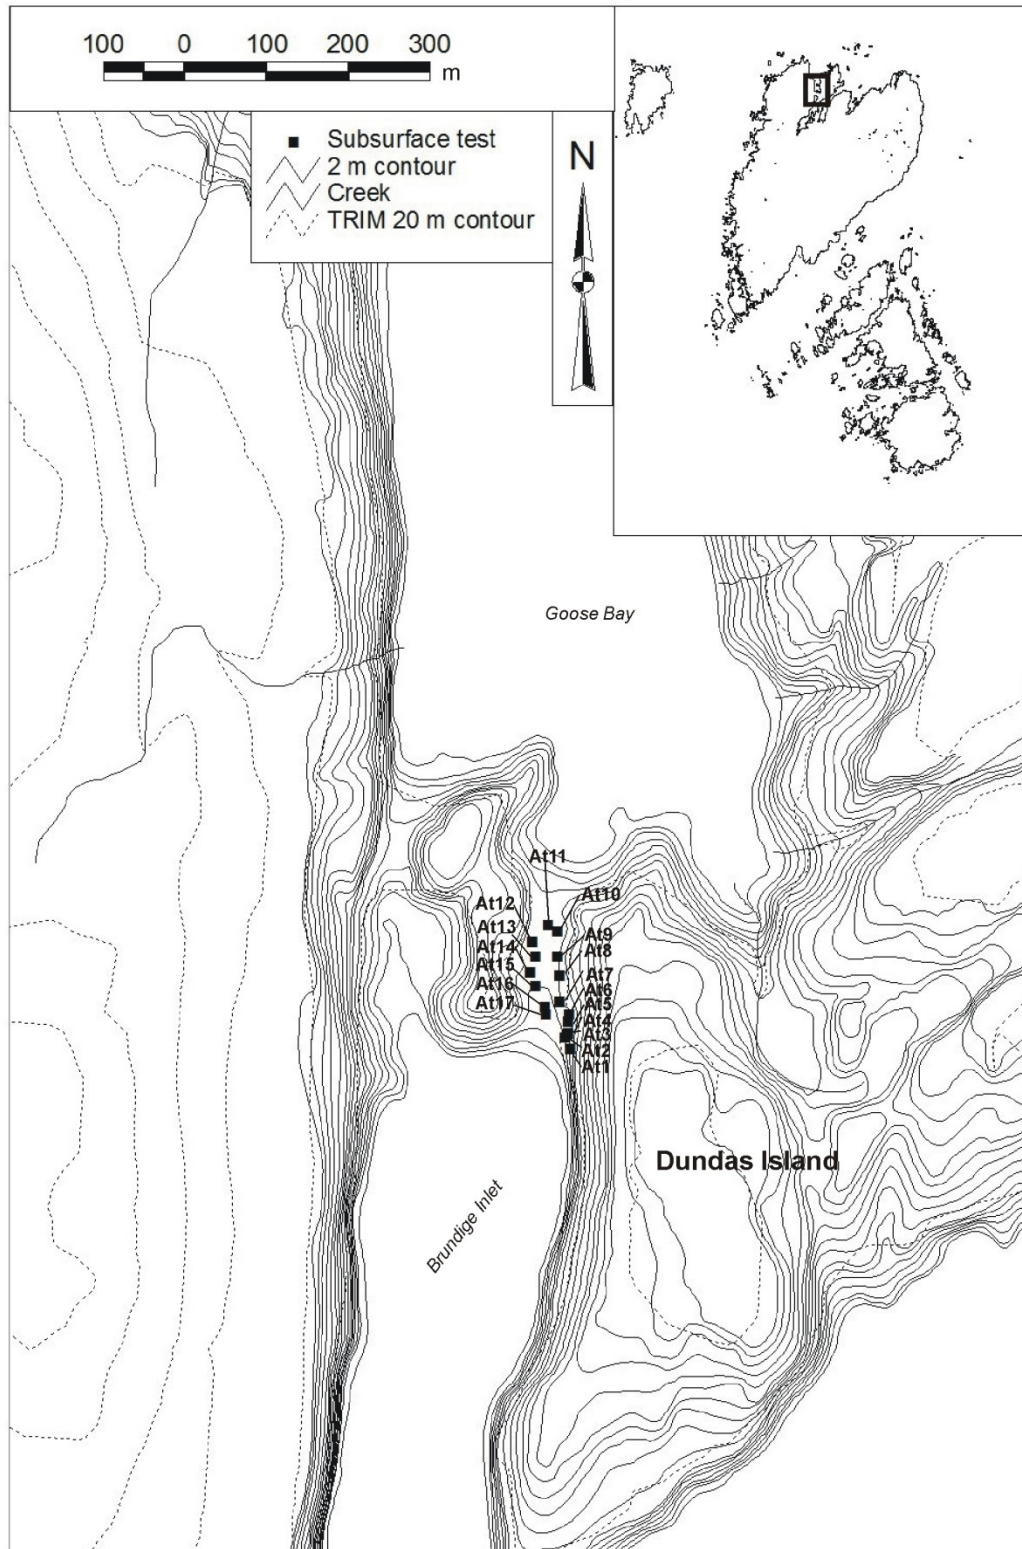 100 0 100 200 300
m
Subsurface test
2 m contour
Creek
TRIM 20 m contour
N
Goose Bay
At11
At12
At10
At13
At9
At14
At8
At15
At7
At16
At6
At17
At5
At4
At3
At2
At1
Dundas Island
Brundige Inlet